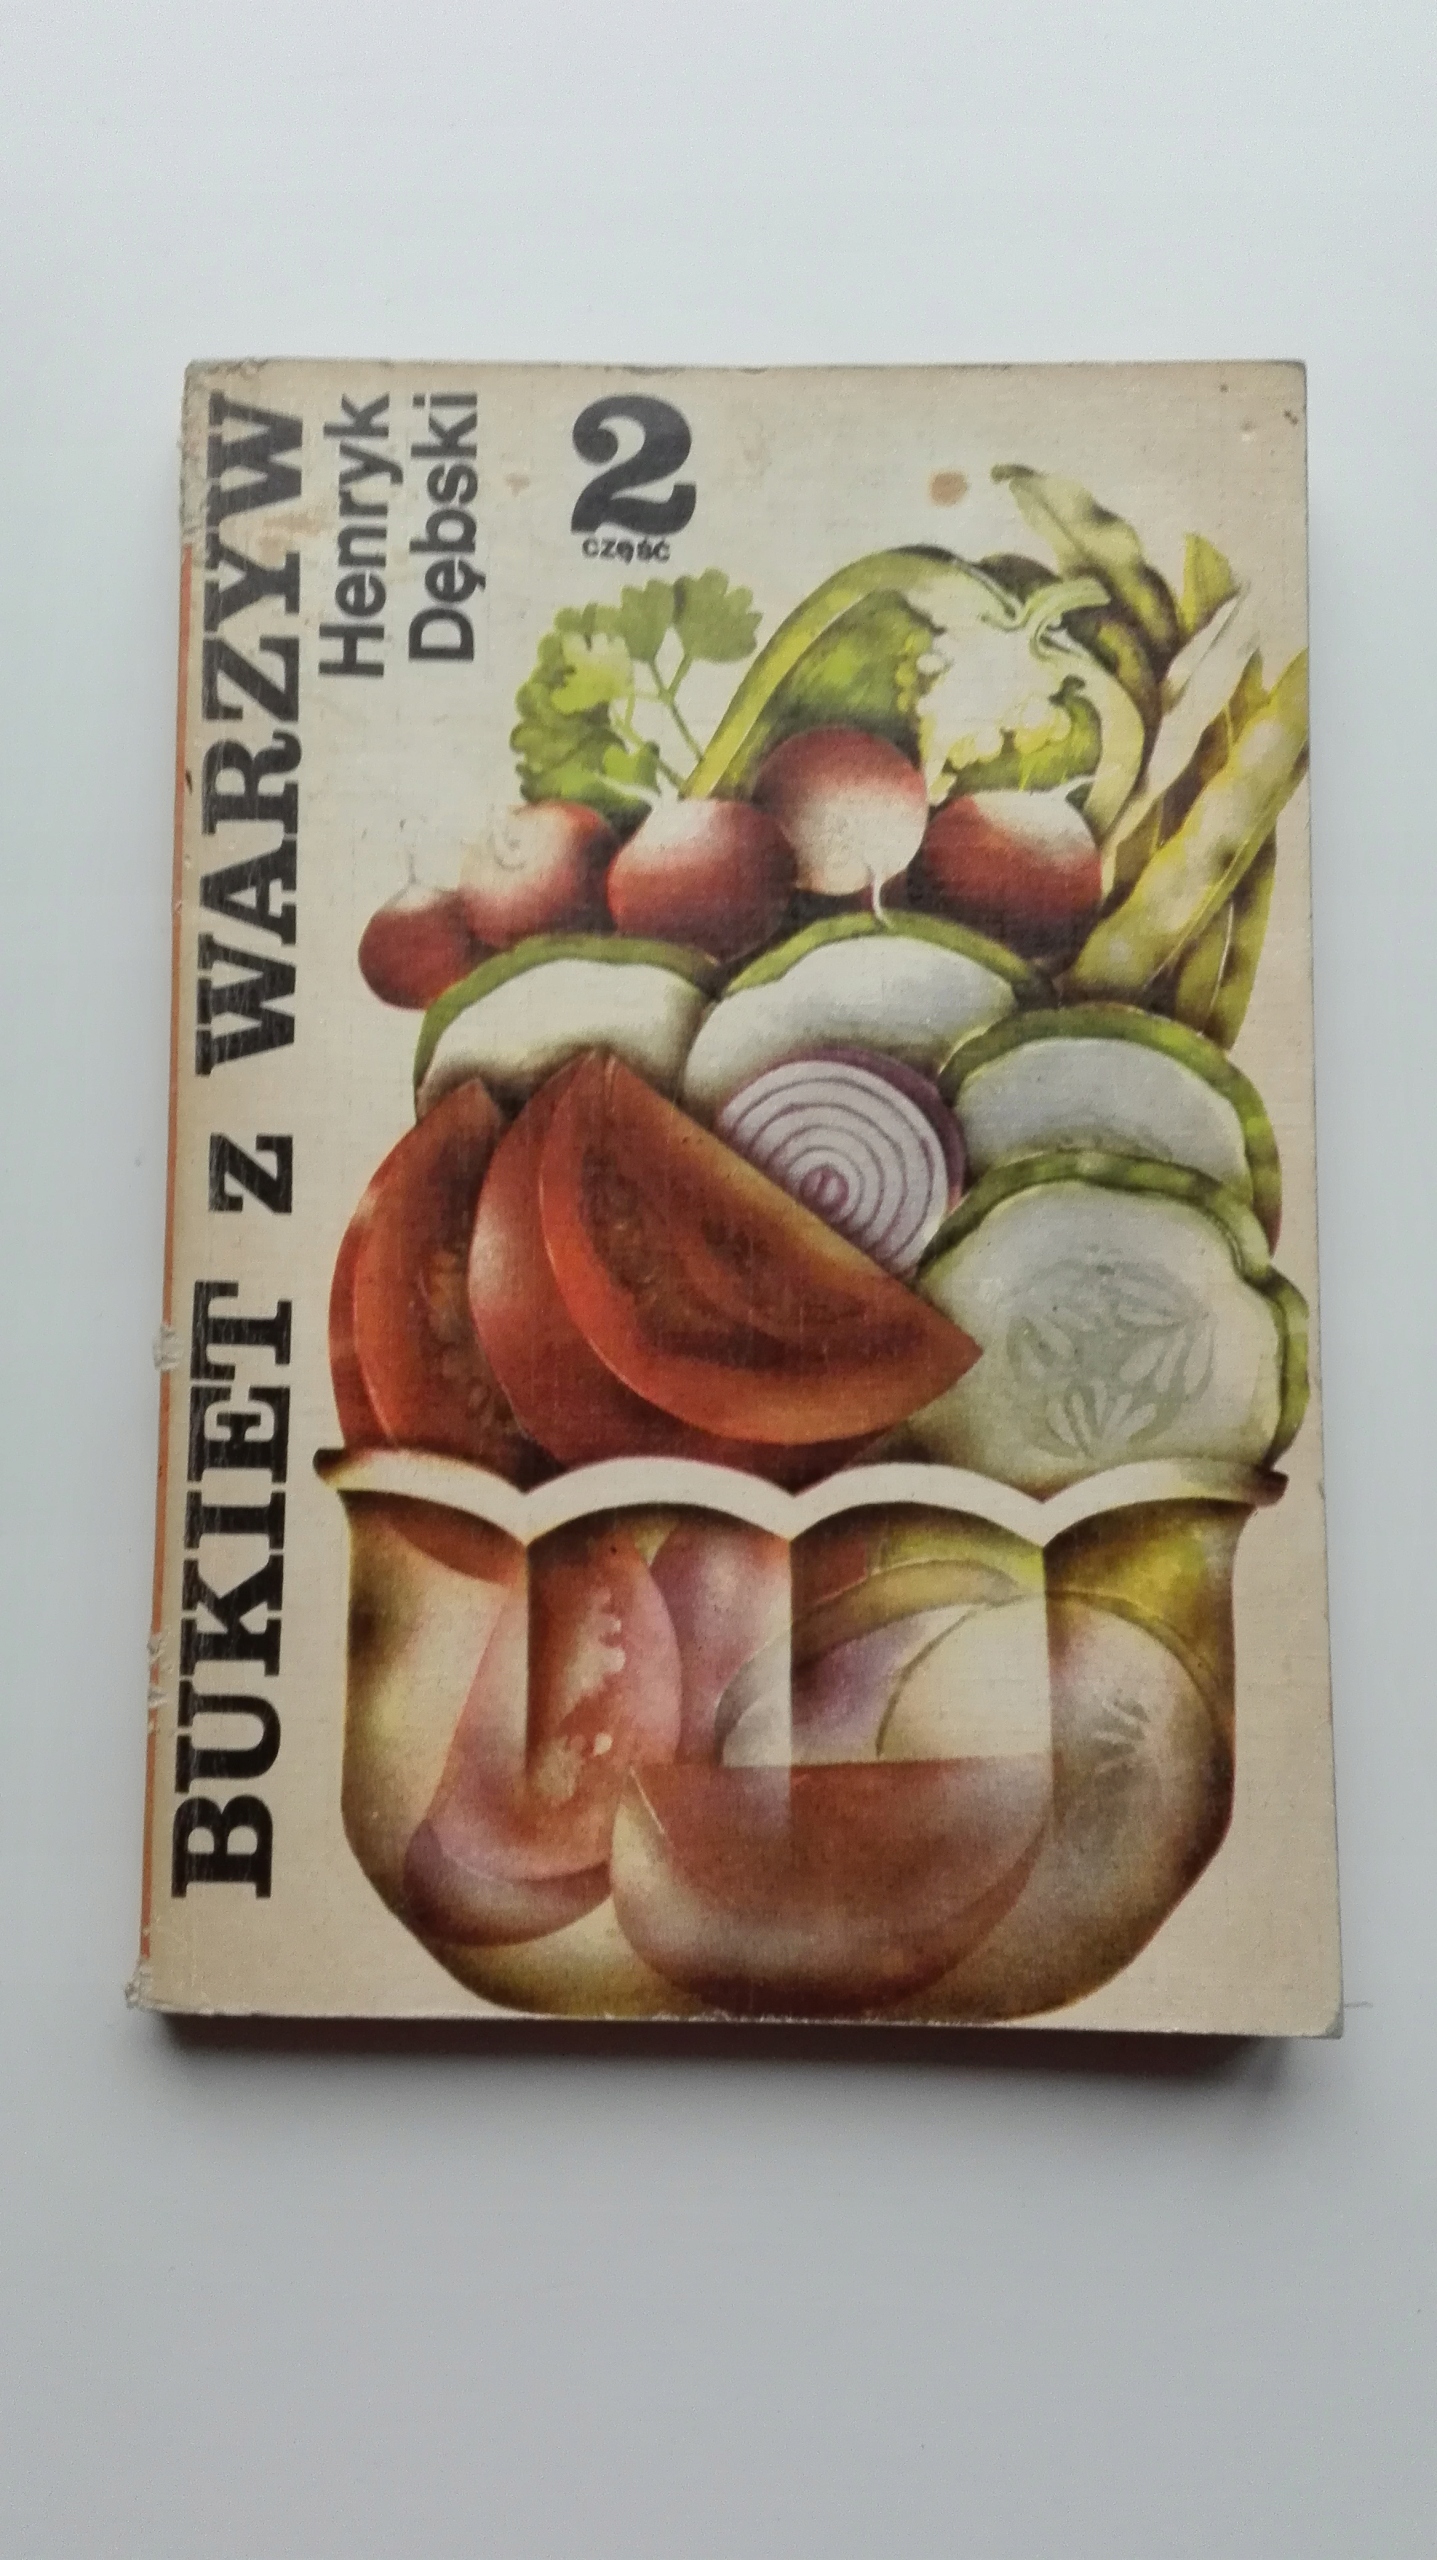 BUKIET z WARZYW
Henryk
Dębski
2
część